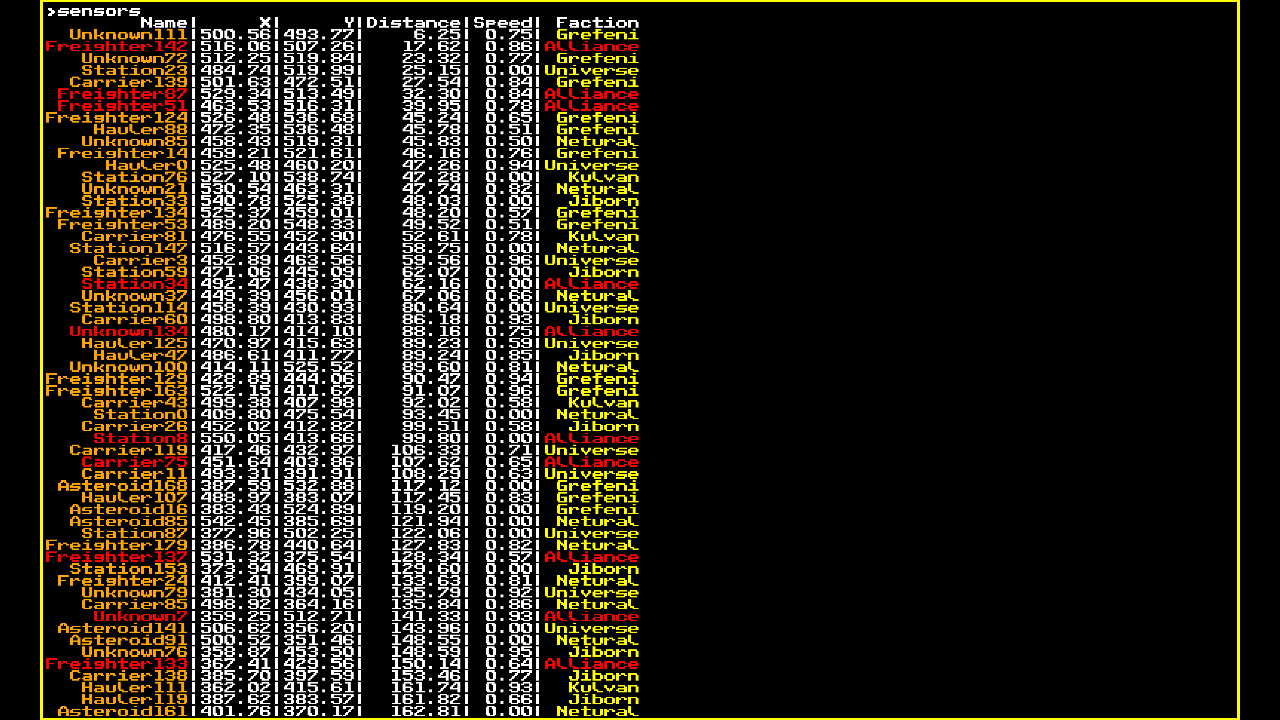 >sensors
Name| X| Y|Distance|Speed| Faction
Unknown111|500.56|493.77| 6.25| 0.75| Grefeni
Freighter142|516.06|507.26| 17.62| 0.86|Alliance
Unknown72|512.25|519.84| 23.32| 0.77| Grefeni
Station23|484.74|519.99| 25.15| 0.00|Universe
Carrier139|501.63|472.51| 27.54| 0.84| Grefeni
Freighter87|529.34|513.49| 32.30| 0.84|Alliance
Freighter51|463.53|516.31| 39.95| 0.78|Alliance
Freighter124|526.48|536.68| 45.24| 0.65| Grefeni
Hauler88|472.35|536.48| 45.78| 0.51| Grefeni
Unknown85|458.43|519.31| 45.83| 0.50| Netural
Freighter14|459.21|521.61| 46.16| 0.76| Grefeni
Hauler0|525.48|460.20| 47.26| 0.94|Universe
Station76|527.10|538.74| 47.28| 0.00| Kulvan
Unknown21|530.54|463.31| 47.74| 0.82| Netural
Station33|540.78|525.38| 48.03| 0.00| Jiborn
Freighter134|525.37|459.01| 48.20| 0.57| Grefeni
Freighter53|489.20|548.33| 49.52| 0.51| Grefeni
Carrier81|476.55|452.80| 52.61| 0.78| Kulvan
Station147|516.57|443.64| 58.75| 0.00| Netural
Carrier3|452.89|463.56| 59.56| 0.96|Universe
Station59|471.06|445.09| 62.07| 0.00| Jiborn
Station34|492.47|438.30| 62.16| 0.00|Alliance
Unknown37|449.39|456.01| 67.06| 0.66| Netural
Station114|458.35|430.93| 80.64| 0.00|Universe
Carrier60|498.80|413.83| 86.18| 0.93| Jiborn
Unknown134|480.17|414.10| 88.16| 0.75|Alliance
Hauler125|470.97|415.63| 89.23| 0.59|Universe
Hauler47|486.61|411.77| 89.24| 0.85| Jiborn
Unknown100|414.11|525.52| 89.60| 0.81| Netural
Freighter129|428.89|444.06| 90.47| 0.94| Grefeni
Freighter163|522.15|411.67| 91.07| 0.96| Grefeni
Carrier43|499.38|407.98| 92.02| 0.58| Kulvan
Station0|409.80|475.54| 93.45| 0.00| Netural
Carrier26|452.02|412.82| 99.51| 0.58| Jiborn
Station8|550.05|413.66| 99.80| 0.00|Alliance
Carrier119|417.46|432.97| 106.33| 0.71|Universe
Carrier75|451.64|403.86| 107.62| 0.65|Alliance
Asteroid168|387.59|532.88| 117.12| 0.00| Grefeni
Hauler107|488.97|383.07| 117.45| 0.83| Grefeni
Asteroid16|383.43|524.89| 119.20| 0.00| Grefeni
Asteroid85|542.45|385.69| 121.94| 0.00| Netural
Station87|377.96|502.25| 122.06| 0.00|Universe
Freighter179|386.78|440.64| 127.83| 0.82| Netural
Freighter137|531.32|375.54| 128.34| 0.57|Alliance
Station153|373.94|469.31| 129.60| 0.00| Jiborn
Freighter24|412.41|399.07| 133.63| 0.81| Netural
Unknown79|381.30|434.05| 135.79| 0.92|Universe
Carrier85|498.92|364.16| 135.84| 0.86| Netural
Unknown7|359.25|512.71| 141.33| 0.93|Alliance
Asteroid141|506.62|356.20| 143.96| 0.00|Universe
Asteroid91|500.52|351.46| 148.55| 0.00| Netural
Unknown76|358.87|453.50| 148.59| 0.95| Jiborn
Freighter133|367.41|429.56| 150.14| 0.64|Alliance
Carrier138|385.70|397.59| 153.46| 0.77| Jiborn
Hauler111|362.02|415.61| 161.74| 0.93| Kulvan
Hauler119|387.62|383.57| 161.82| 0.66| Jiborn
Asteroid161|401.76|370.17| 162.81| 0.00| Netural